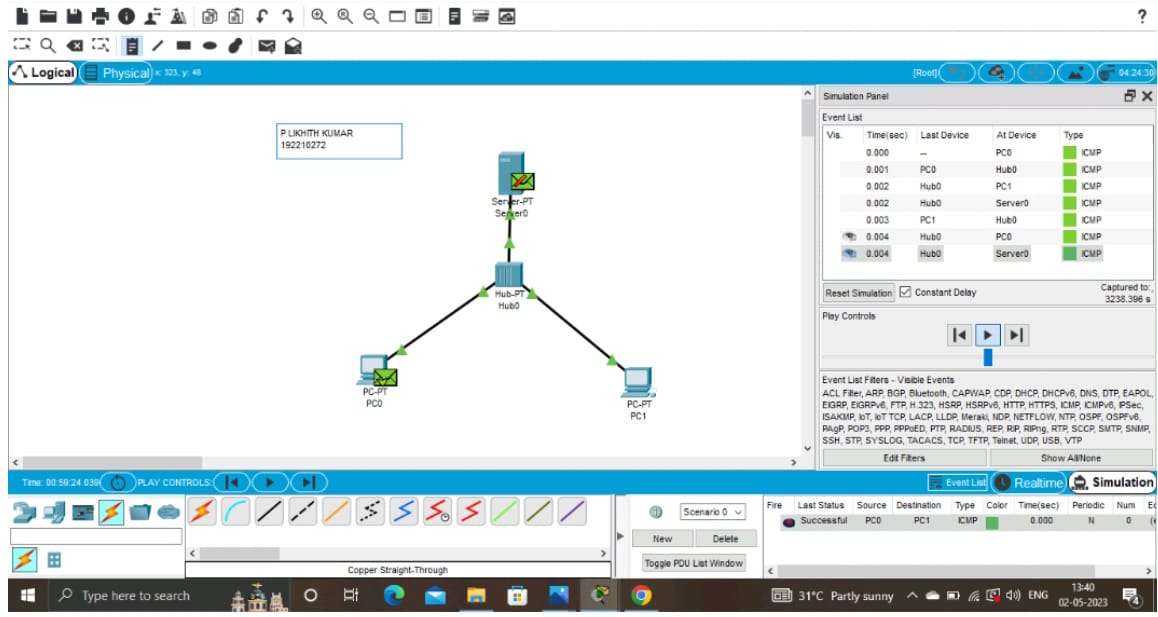 ?
Logical
Physical
x: 323, y: 48
[Root]
04:24:30
P LIKHITH KUMAR
192210272
Server-PT
Server0
Hub-PT
Hub0
PC-PT
PC0
PC-PT
PC1
Simulation Panel
Event List
Vis. Time(sec) Last Device At Device Type
0.000 -- PC0 ICMP
0.001 PC0 Hub0 ICMP
0.002 Hub0 PC1 ICMP
0.002 Hub0 Server0 ICMP
0.003 PC1 Hub0 ICMP
0.004 Hub0 PC0 ICMP
0.004 Hub0 Server0 ICMP
Reset Simulation Constant Delay Captured to:
3238.396 s
Play Controls
Event List Filters - Visible Events
ACL Filter, ARP, BGP, Bluetooth, CAPWAP, CDP, DHCP, DHCPv6, DNS, DTP, EAPOL,
EIGRP, EIGRPv6, FTP, H.323, HSRP, HSRPv6, HTTP, HTTPS, ICMP, ICMPv6, IPSec,
ISAKMP, IoT, IoT TCP, LACP, LLDP, Meraki, NDP, NETFLOW, NTP, OSPF, OSPFv6,
PAgP, POP3, PPP, PPPoED, PTP, RADIUS, REP, RIP, RIPng, RTP, SCCP, SMTP, SNMP,
SSH, STP, SYSLOG, TACACS, TCP, TFTP, Telnet, UDP, USB, VTP
Edit Filters Show All/None
Time: 00:59:24.039 PLAY CONTROLS:
Event List Realtime Simulation
Scenario 0
New Delete
Toggle PDU List Window
Copper Straight-Through
Fire Last Status Source Destination Type Color Time(sec) Periodic Num
Successful PC0 PC1 ICMP 0.000 N 0
Type here to search
31°C Partly sunny ENG
13:40
02-05-2023
4